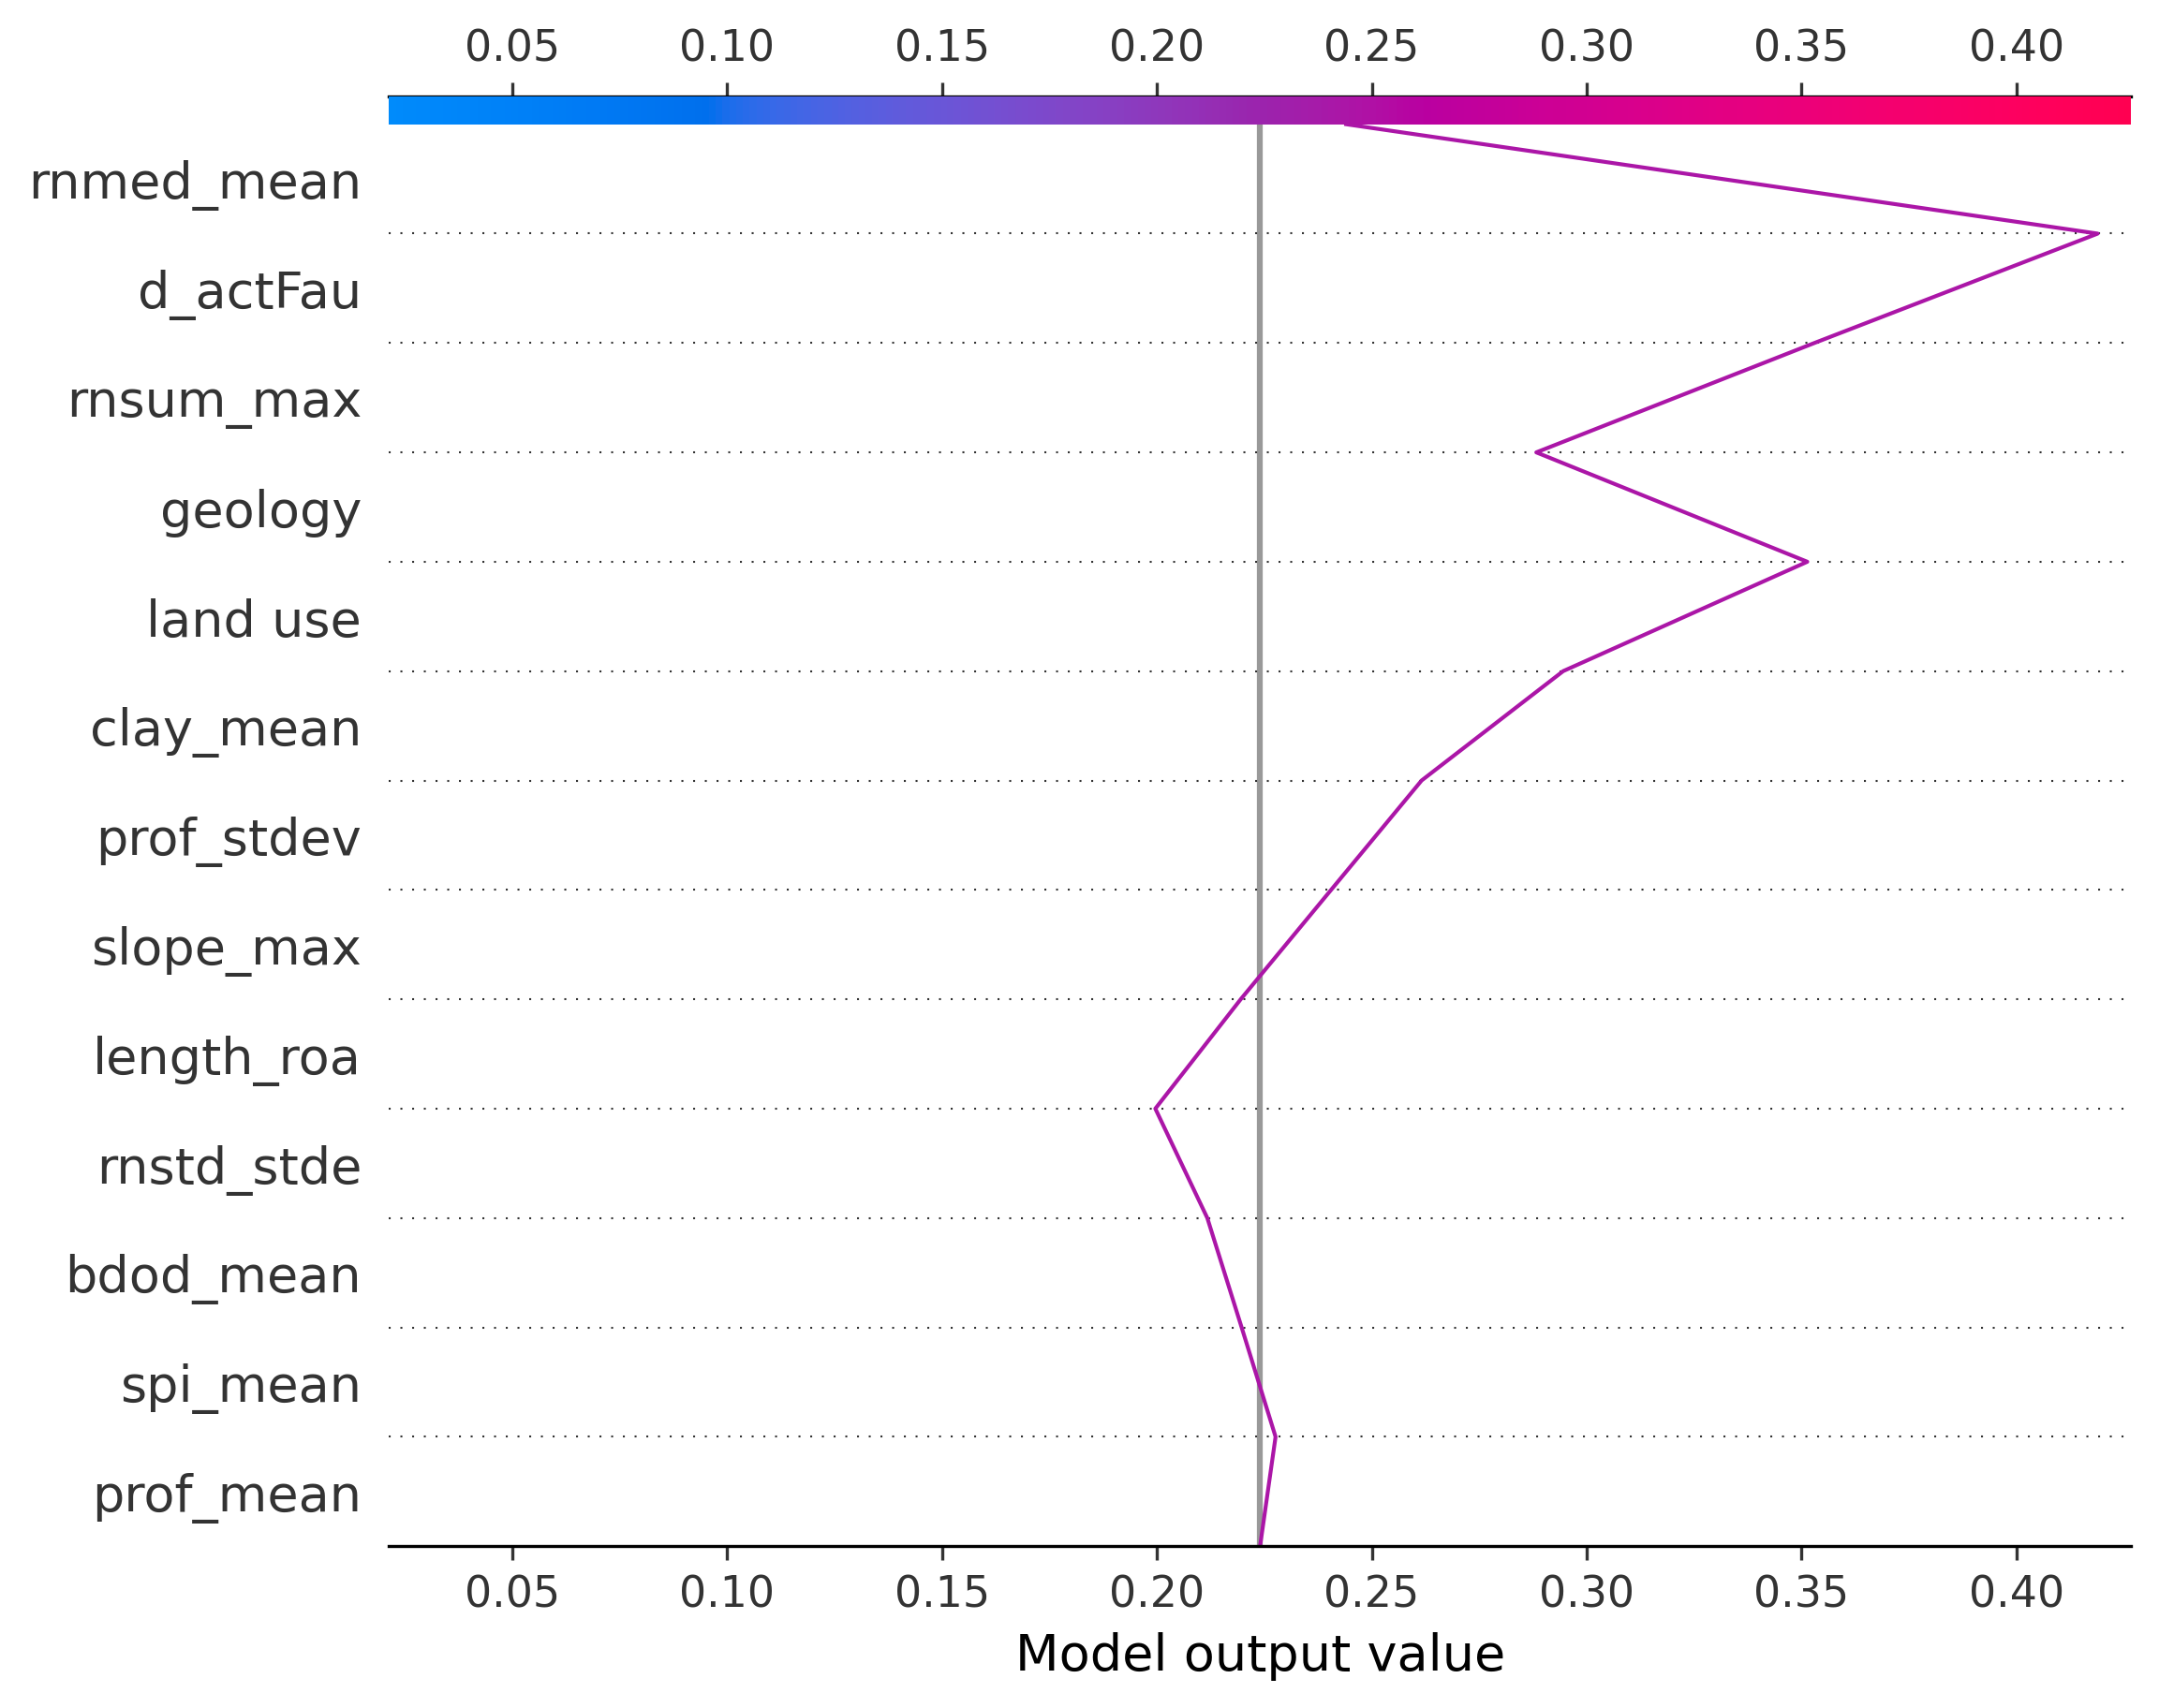 0.05 0.10 0.15 0.20 0.25 0.30 0.35 0.40
rnmed_mean
d_actFau
rnsum_max
geology
land use
clay_mean
prof_stdev
slope_max
length_roa
rnstd_stde
bdod_mean
spi_mean
prof_mean
0.05 0.10 0.15 0.20 0.25 0.30 0.35 0.40
Model output value